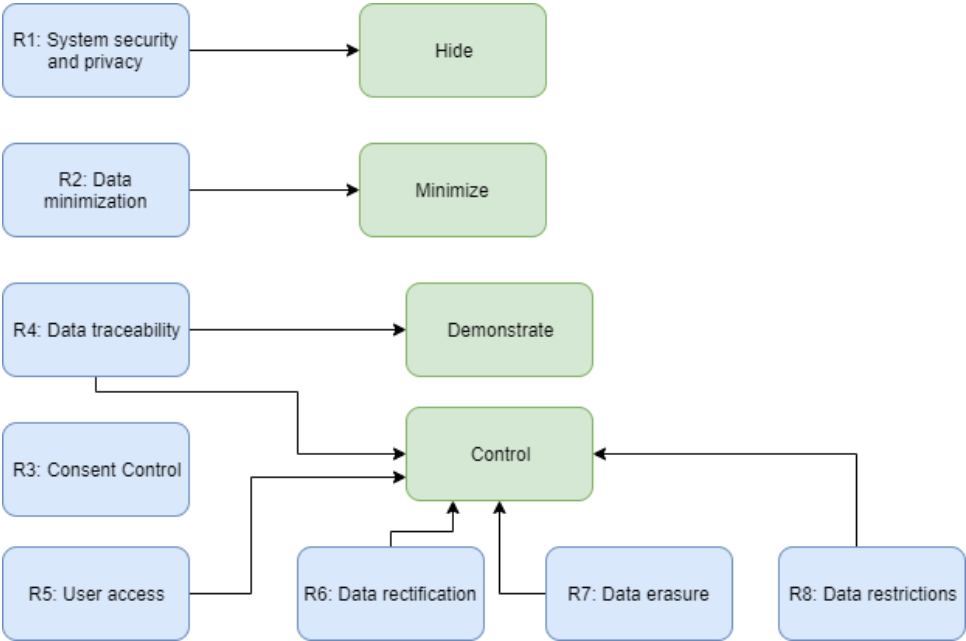 R1: System security
and privacy
Hide
R2: Data
minimization
Minimize
R4: Data traceability
Demonstrate
Control
R3: Consent Control
R5: User access
R6: Data rectification
R7: Data erasure
R8: Data restrictions